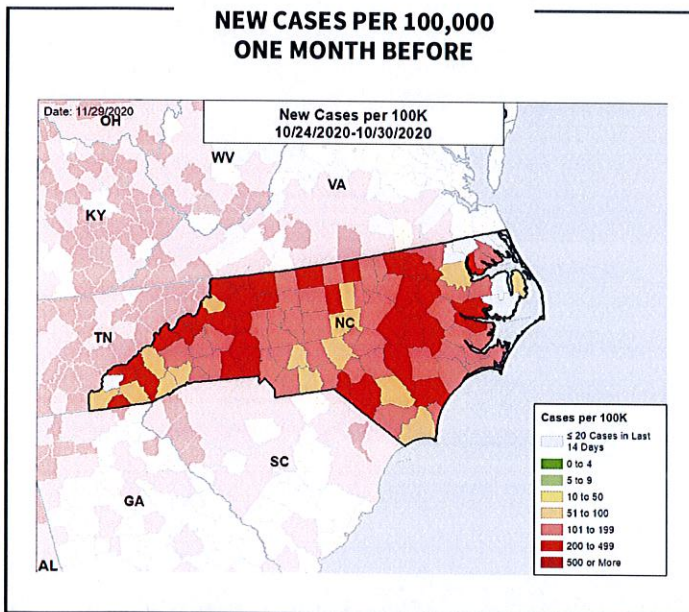 NEW CASES PER 100,000
ONE MONTH BEFORE
Date: 11/29/2020
New Cases per 100K
10/24/2020-10/30/2020
OH
WV
VA
KY
TN
NC
SC
GA
AL
Cases per 100K
≤ 20 Cases in Last
14 Days
0 to 4
5 to 9
10 to 50
51 to 100
101 to 199
200 to 499
500 or More